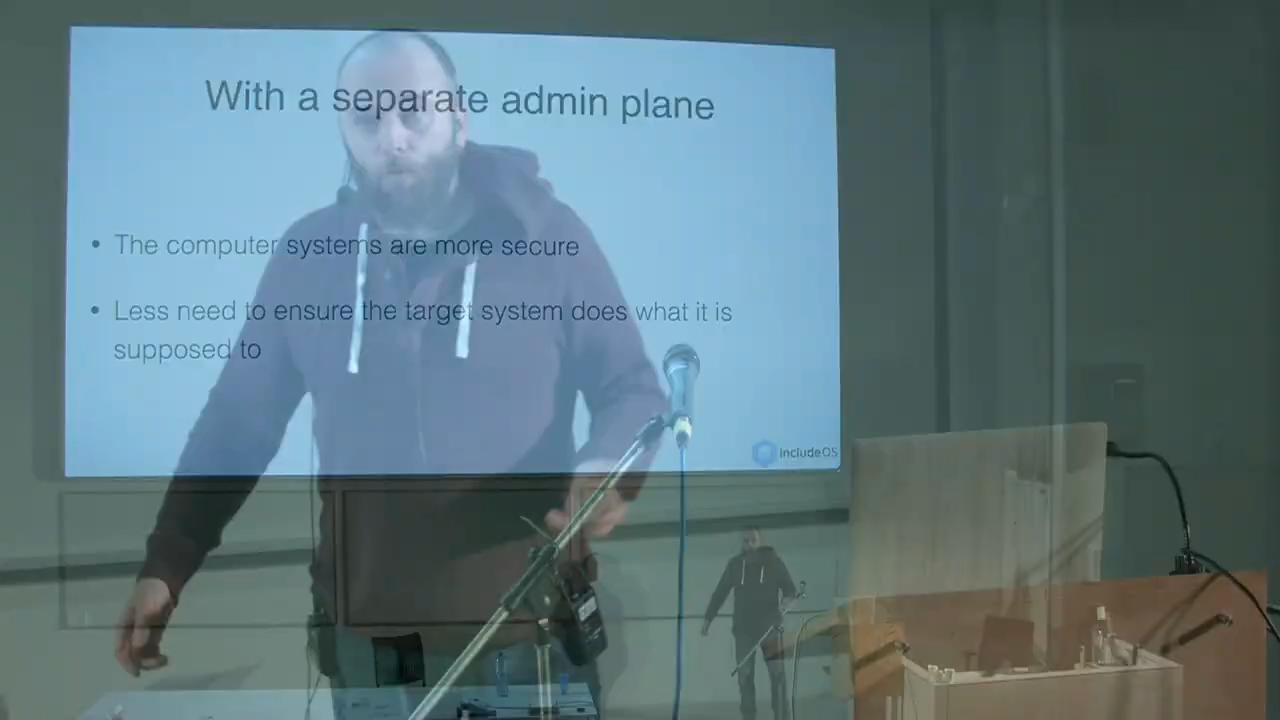 With a separate admin plane
• The computer systems are more secure
• Less need to ensure the target system does what it is
supposed to
includeOS